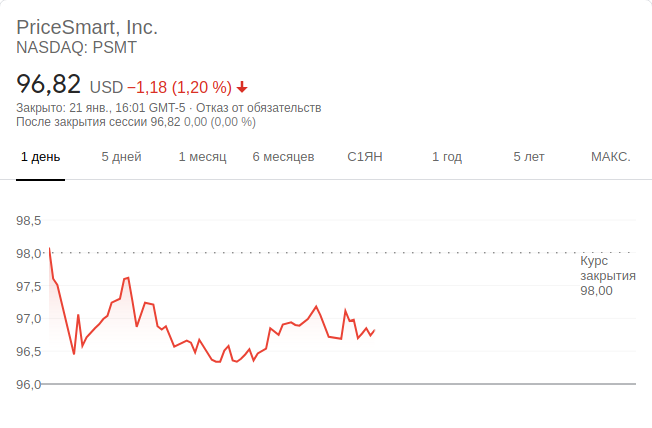 PriceSmart, Inc.
NASDAQ: PSMT
96,82 USD −1,18 (1,20 %)
Закрыто: 21 янв., 16:01 GMT-5 · Отказ от обязательств
После закрытия сессии 96,82 0,00 (0,00 %)
1 день 5 дней 1 месяц 6 месяцев С1ЯН 1 год 5 лет МАКС.
98,5
98,0
97,5
97,0
96,5
96,0
Курс
закрытия
98,00